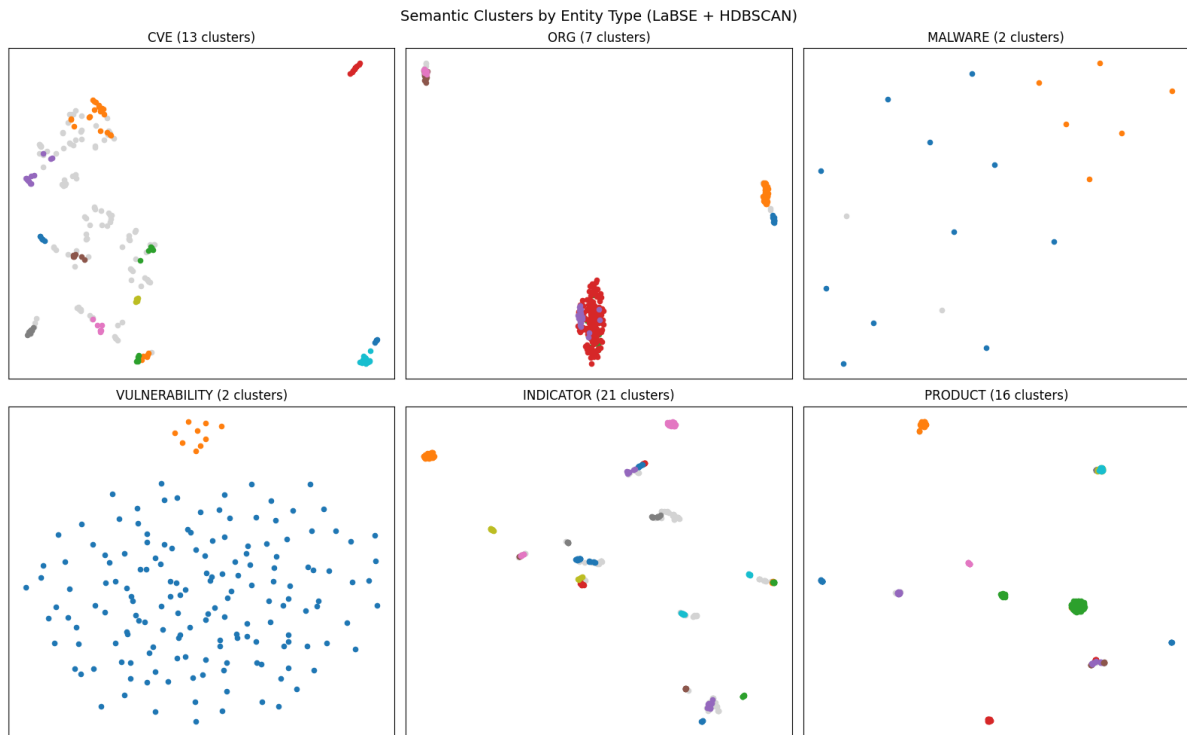 Semantic Clusters by Entity Type (LaBSE + HDBSCAN)
CVE (13 clusters)
ORG (7 clusters)
MALWARE (2 clusters)
VULNERABILITY (2 clusters)
INDICATOR (21 clusters)
PRODUCT (16 clusters)